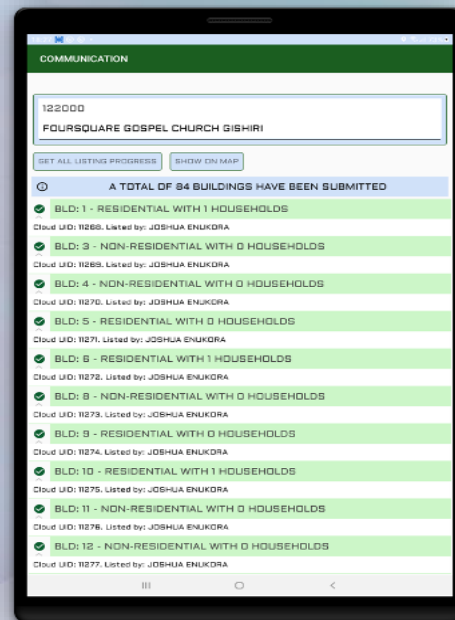 COMMUNICATION
122000
FOURSQUARE GOSPEL CHURCH GISHIRI
GET ALL LISTING PROGRESS
SHOW ON MAP
A TOTAL OF 84 BUILDINGS HAVE BEEN SUBMITTED
BLD: 1 - RESIDENTIAL WITH 1 HOUSEHOLDS
Cloud UID: 11268. Listed by: JOSHUA ENUKORA
BLD: 3 - NON-RESIDENTIAL WITH 0 HOUSEHOLDS
Cloud UID: 11269. Listed by: JOSHUA ENUKORA
BLD: 4 - NON-RESIDENTIAL WITH 0 HOUSEHOLDS
Cloud UID: 11270. Listed by: JOSHUA ENUKORA
BLD: 5 - RESIDENTIAL WITH 0 HOUSEHOLDS
Cloud UID: 11271. Listed by: JOSHUA ENUKORA
BLD: 6 - RESIDENTIAL WITH 1 HOUSEHOLDS
Cloud UID: 11272. Listed by: JOSHUA ENUKORA
BLD: 8 - NON-RESIDENTIAL WITH 0 HOUSEHOLDS
Cloud UID: 11273. Listed by: JOSHUA ENUKORA
BLD: 9 - RESIDENTIAL WITH 0 HOUSEHOLDS
Cloud UID: 11274. Listed by: JOSHUA ENUKORA
BLD: 10 - RESIDENTIAL WITH 1 HOUSEHOLDS
Cloud UID: 11275. Listed by: JOSHUA ENUKORA
BLD: 11 - NON-RESIDENTIAL WITH 0 HOUSEHOLDS
Cloud UID: 11276. Listed by: JOSHUA ENUKORA
BLD: 12 - NON-RESIDENTIAL WITH 0 HOUSEHOLDS
Cloud UID: 11277. Listed by: JOSHUA ENUKORA